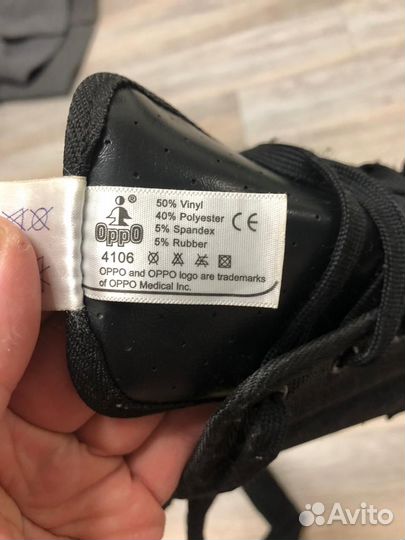 50% Vinyl
40% Polyester
5% Spandex
5% Rubber
CE
®
OppO
4106
OPPO and OPPO logo are trademarks
of OPPO Medical Inc.
Avito